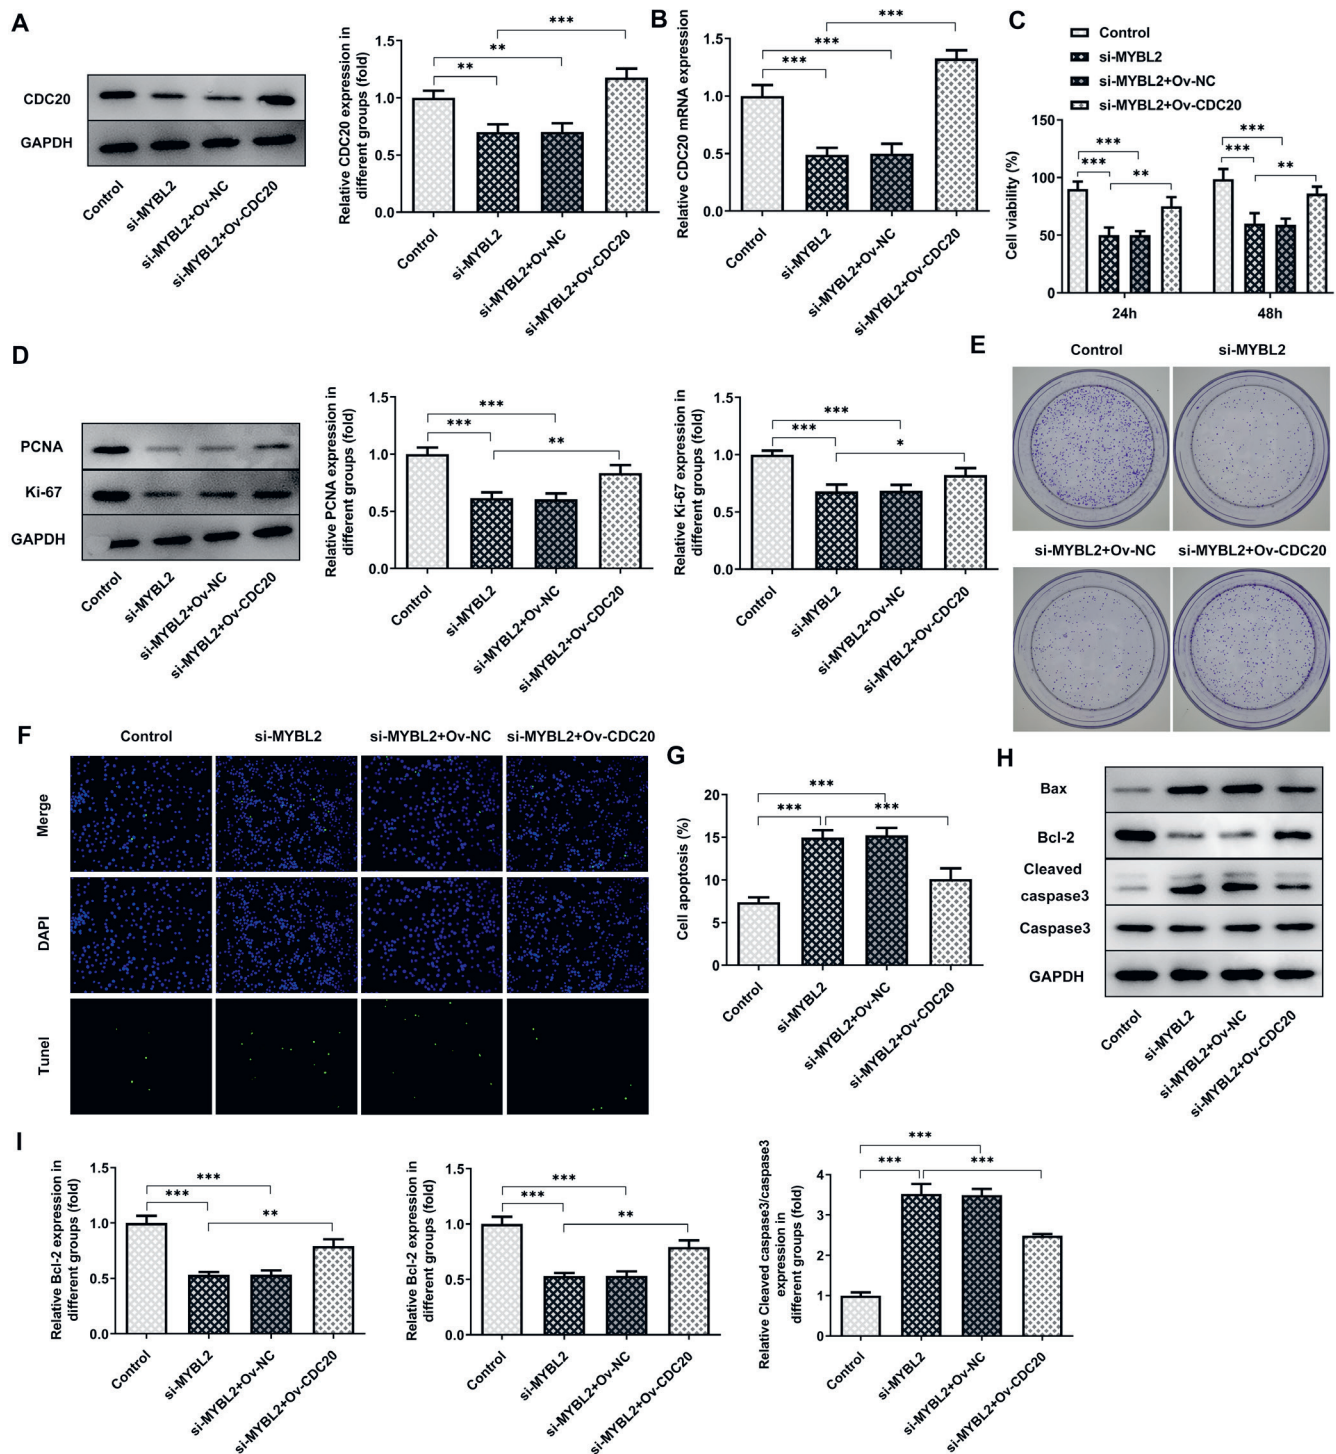 A
CDC20
GAPDH
Control
si-MYBL2
si-MYBL2+Ov-NC
si-MYBL2+Ov-CDC20
Relative CDC20 expression in
different groups (fold)
1.5
1.0
0.5
0.0
**
**
***
Control
si-MYBL2
si-MYBL2+Ov-NC
si-MYBL2+Ov-CDC20
B
Relative CDC20 mRNA expression
1.5
1.0
0.5
0.0
***
***
***
Control
si-MYBL2
si-MYBL2+Ov-NC
si-MYBL2+Ov-CDC20
C
Control
si-MYBL2
si-MYBL2+Ov-NC
si-MYBL2+Ov-CDC20
Cell viability (%)
150
100
50
0
***
***
**
***
***
**
24h
48h
D
PCNA
Ki-67
GAPDH
Control
si-MYBL2
si-MYBL2+Ov-NC
si-MYBL2+Ov-CDC20
Relative PCNA expression in
different groups (fold)
1.5
1.0
0.5
0.0
***
***
**
Control
si-MYBL2
si-MYBL2+Ov-NC
si-MYBL2+Ov-CDC20
Relative Ki-67 expression in
different groups (fold)
1.5
1.0
0.5
0.0
***
***
*
Control
si-MYBL2
si-MYBL2+Ov-NC
si-MYBL2+Ov-CDC20
E
Control
si-MYBL2
si-MYBL2+Ov-NC
si-MYBL2+Ov-CDC20
F
Control
si-MYBL2
si-MYBL2+Ov-NC
si-MYBL2+Ov-CDC20
Merge
DAPI
Tunel
G
Cell apoptosis (%)
20
15
10
5
0
***
***
***
Control
si-MYBL2
si-MYBL2+Ov-NC
si-MYBL2+Ov-CDC20
H
Bax
Bcl-2
Cleaved
caspase3
Caspase3
GAPDH
Control
si-MYBL2
si-MYBL2+Ov-NC
si-MYBL2+Ov-CDC20
I
Relative Bcl-2 expression in
different groups (fold)
1.5
1.0
0.5
0.0
***
***
**
Control
si-MYBL2
si-MYBL2+Ov-NC
si-MYBL2+Ov-CDC20
Relative Bcl-2 expression in
different groups (fold)
1.5
1.0
0.5
0.0
***
***
**
Control
si-MYBL2
si-MYBL2+Ov-NC
si-MYBL2+Ov-CDC20
Relative Cleaved caspase3/caspase3
expression in
different groups (fold)
4
3
2
1
0
***
***
***
Control
si-MYBL2
si-MYBL2+Ov-NC
si-MYBL2+Ov-CDC20